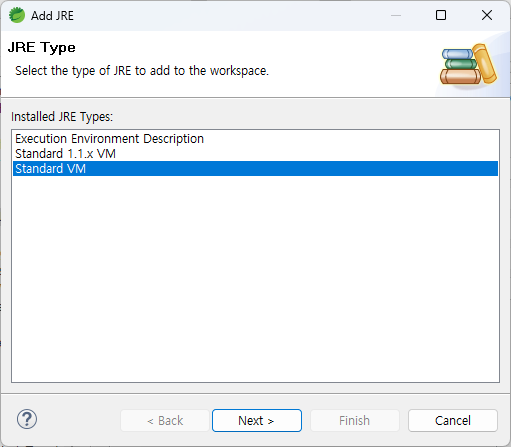 Add JRE
JRE Type
Select the type of JRE to add to the workspace.
Installed JRE Types:
Execution Environment Description
Standard 1.1.x VM
Standard VM
?
< Back
Next >
Finish
Cancel